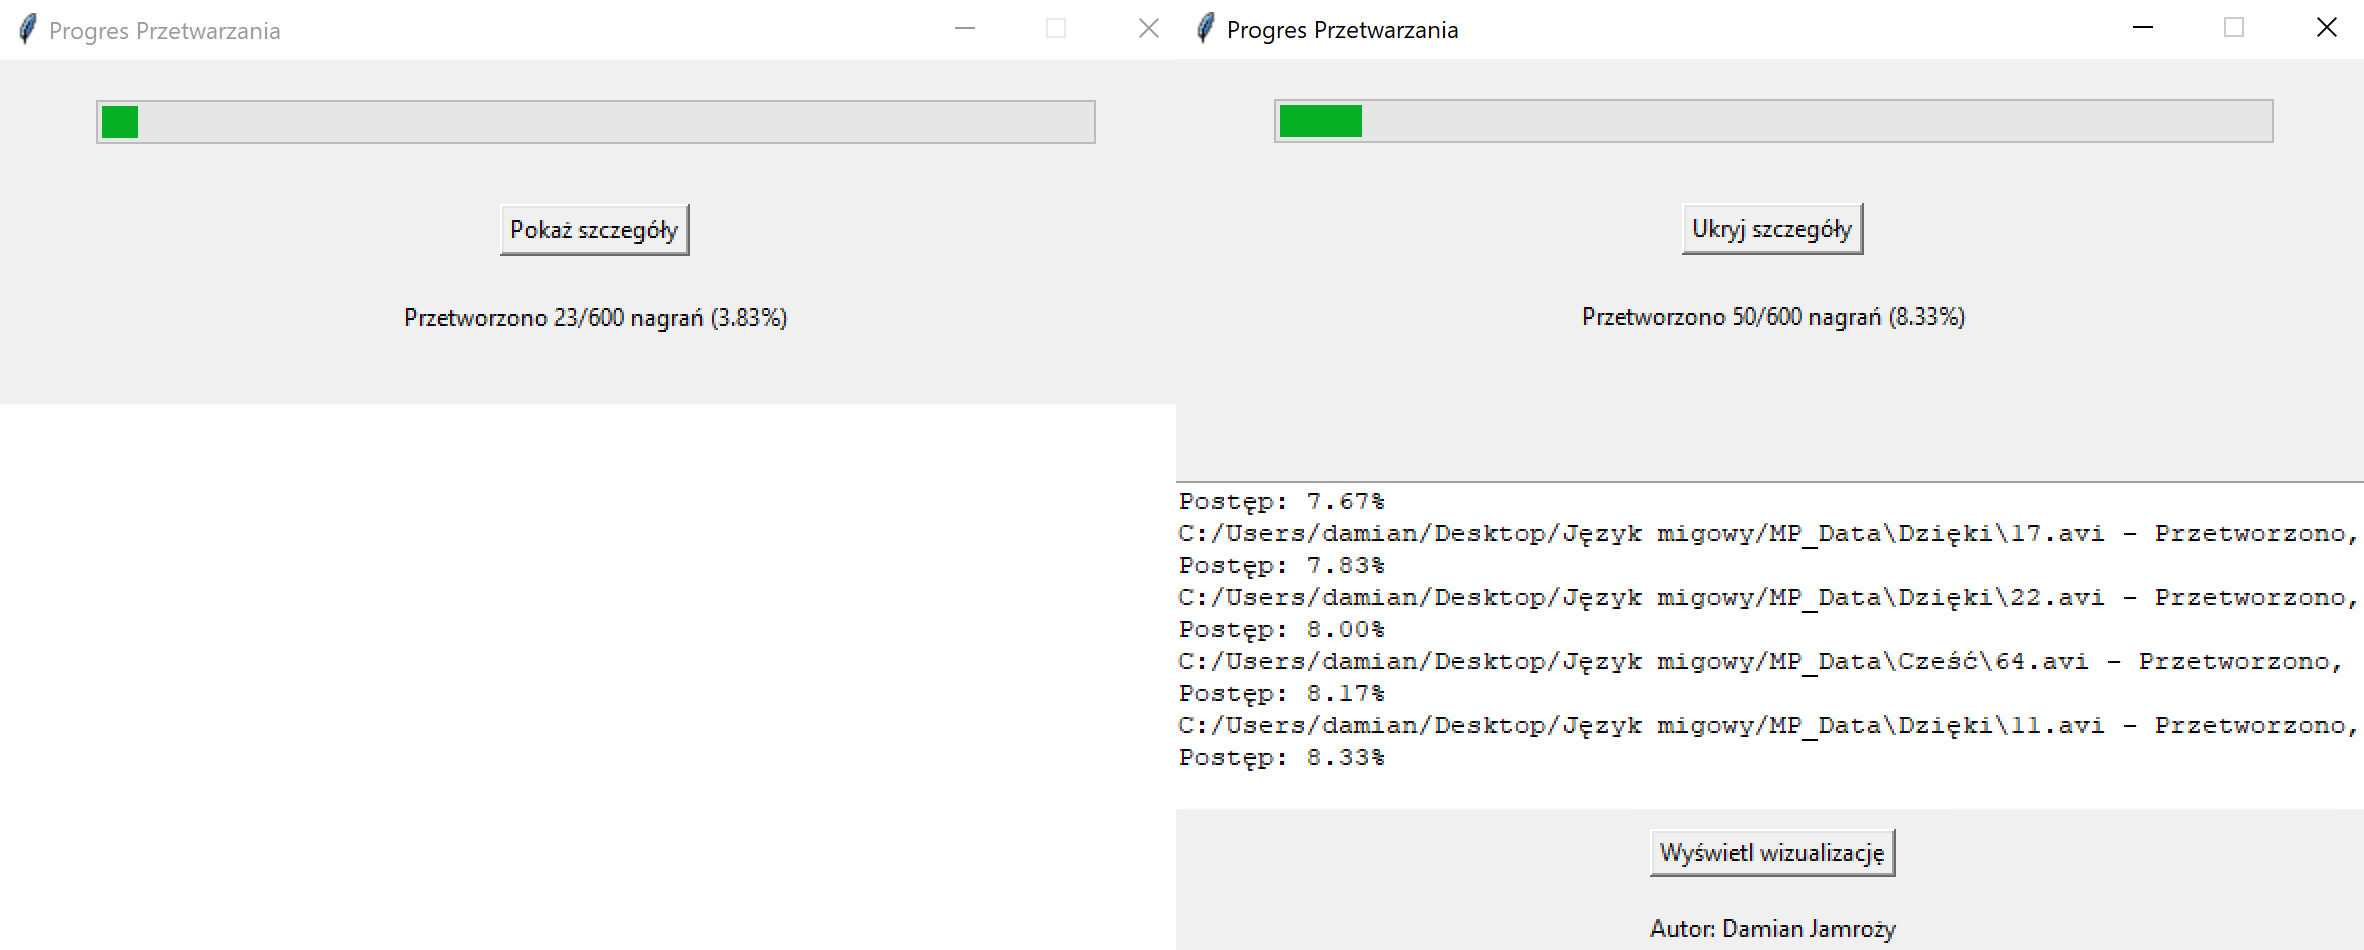 Progres Przetwarzania
Pokaż szczegóły
Przetworzono 23/600 nagrań (3.83%)
Progres Przetwarzania
Ukryj szczegóły
Przetworzono 50/600 nagrań (8.33%)
Postęp: 7.67%
C:/Users/damian/Desktop/Język migowy/MP_Data\Dzięki\17.avi - Przetworzono,
Postęp: 7.83%
C:/Users/damian/Desktop/Język migowy/MP_Data\Dzięki\22.avi - Przetworzono,
Postęp: 8.00%
C:/Users/damian/Desktop/Język migowy/MP_Data\Cześć\64.avi - Przetworzono,
Postęp: 8.17%
C:/Users/damian/Desktop/Język migowy/MP_Data\Dzięki\11.avi - Przetworzono,
Postęp: 8.33%
Wyświetl wizualizację
Autor: Damian Jamroży